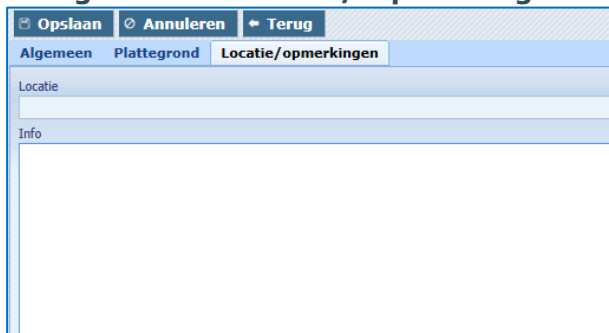 Opslaan Annuleren Terug
Algemeen Plattegrond Locatie/opmerkingen
Locatie
Info